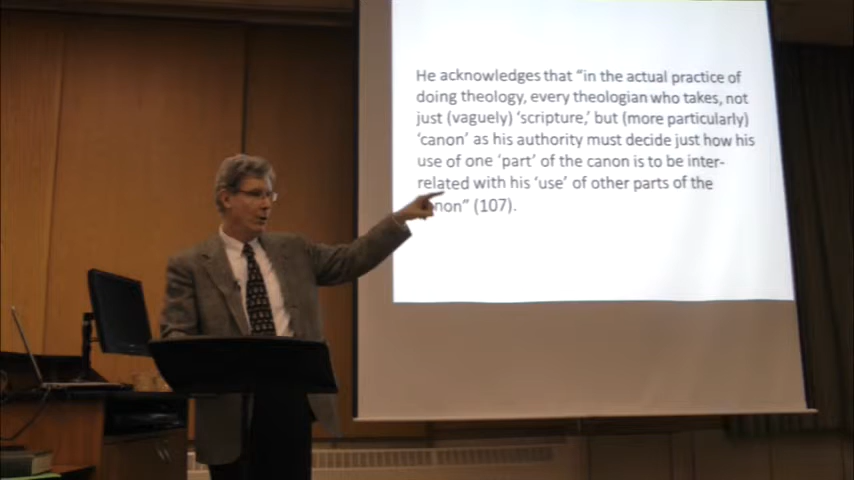 He acknowledges that “in the actual practice of
doing theology, every theologian who takes, not
just (vaguely) ‘scripture,’ but (more particularly)
‘canon’ as his authority must decide just how his
use of one ‘part’ of the canon is to be inter-
related with his ‘use’ of other parts of the
non” (107).